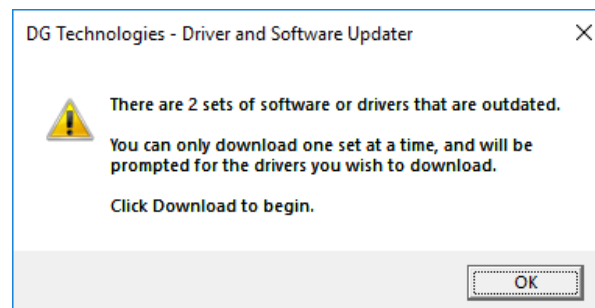 DG Technologies - Driver and Software Updater
There are 2 sets of software or drivers that are outdated.
You can only download one set at a time, and will be
prompted for the drivers you wish to download.
Click Download to begin.
OK